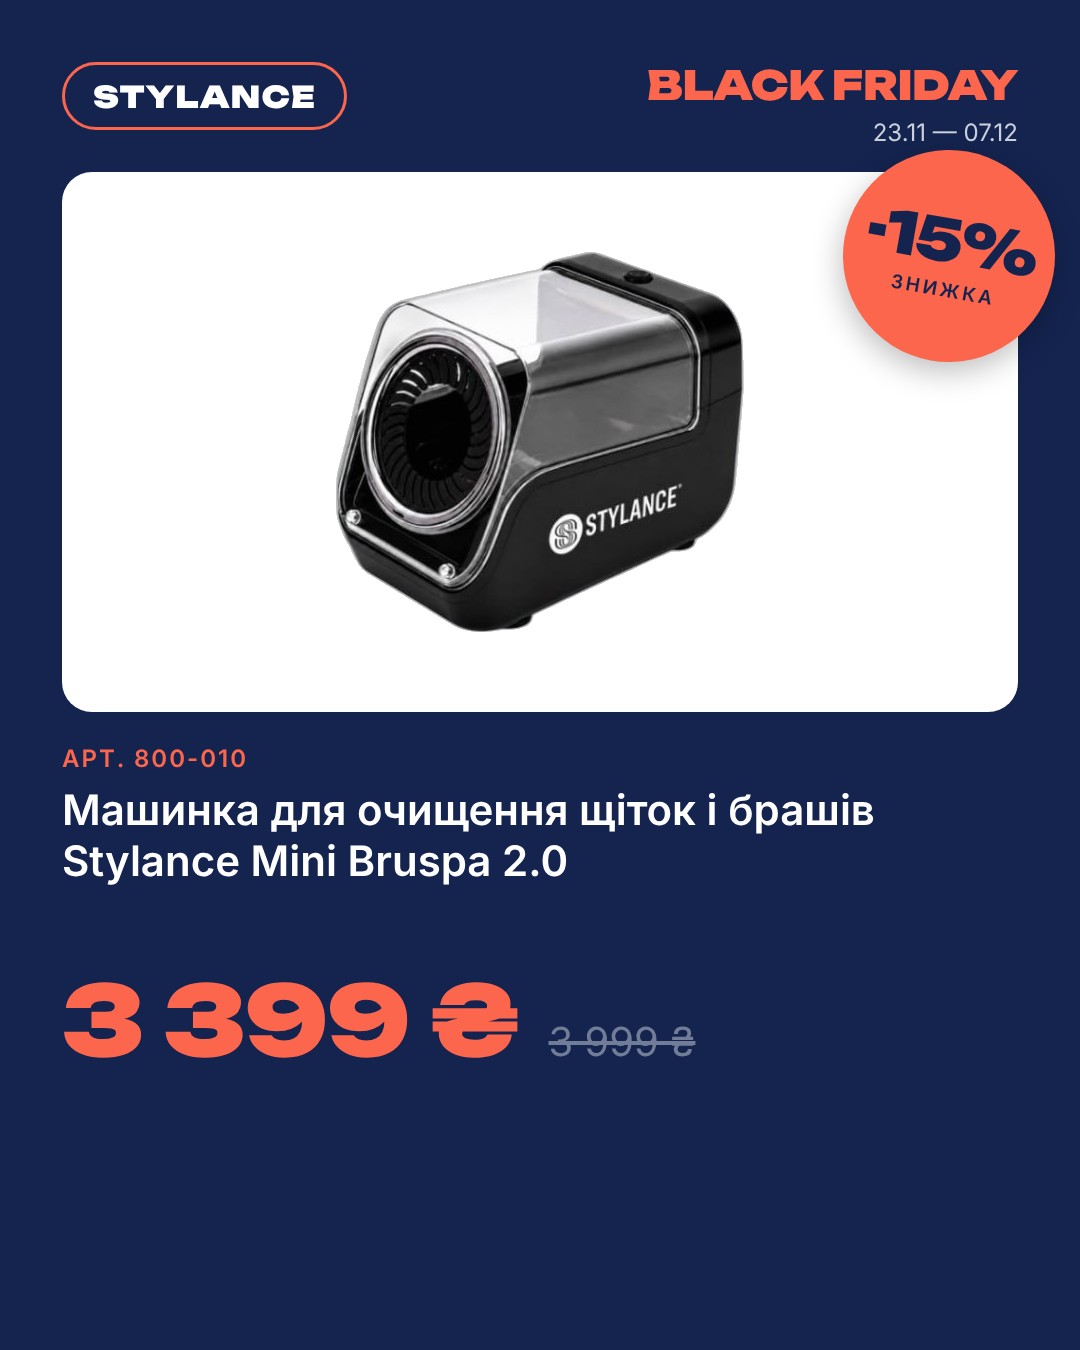 STYLANCE
BLACK FRIDAY
23.11 — 07.12
-15%
ЗНИЖКА
STYLANCE
АРТ. 800-010
Машинка для очищення щіток і брашів
Stylance Mini Bruspa 2.0
3 399 ₴
3 999 ₴